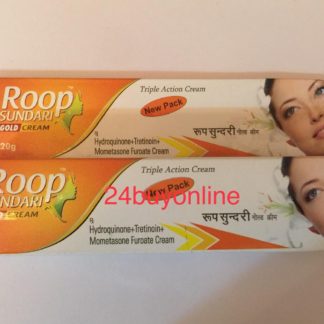 Roop
SUNDARI
GOLD CREAM
20g
Triple Action Cream
New Pack
Hydroquinone+Tretinoin+
Mometasone Furoate Cream
रूप सुन्दरी गोल्ड क्रीम
Roop
NDARI
CREAM
Triple Action Cream
New Pack
24buyonline
Hydroquinone+Tretinoin+
Mometasone Furoate Cream
रूप सुन्दरी गोल्ड क्रीम